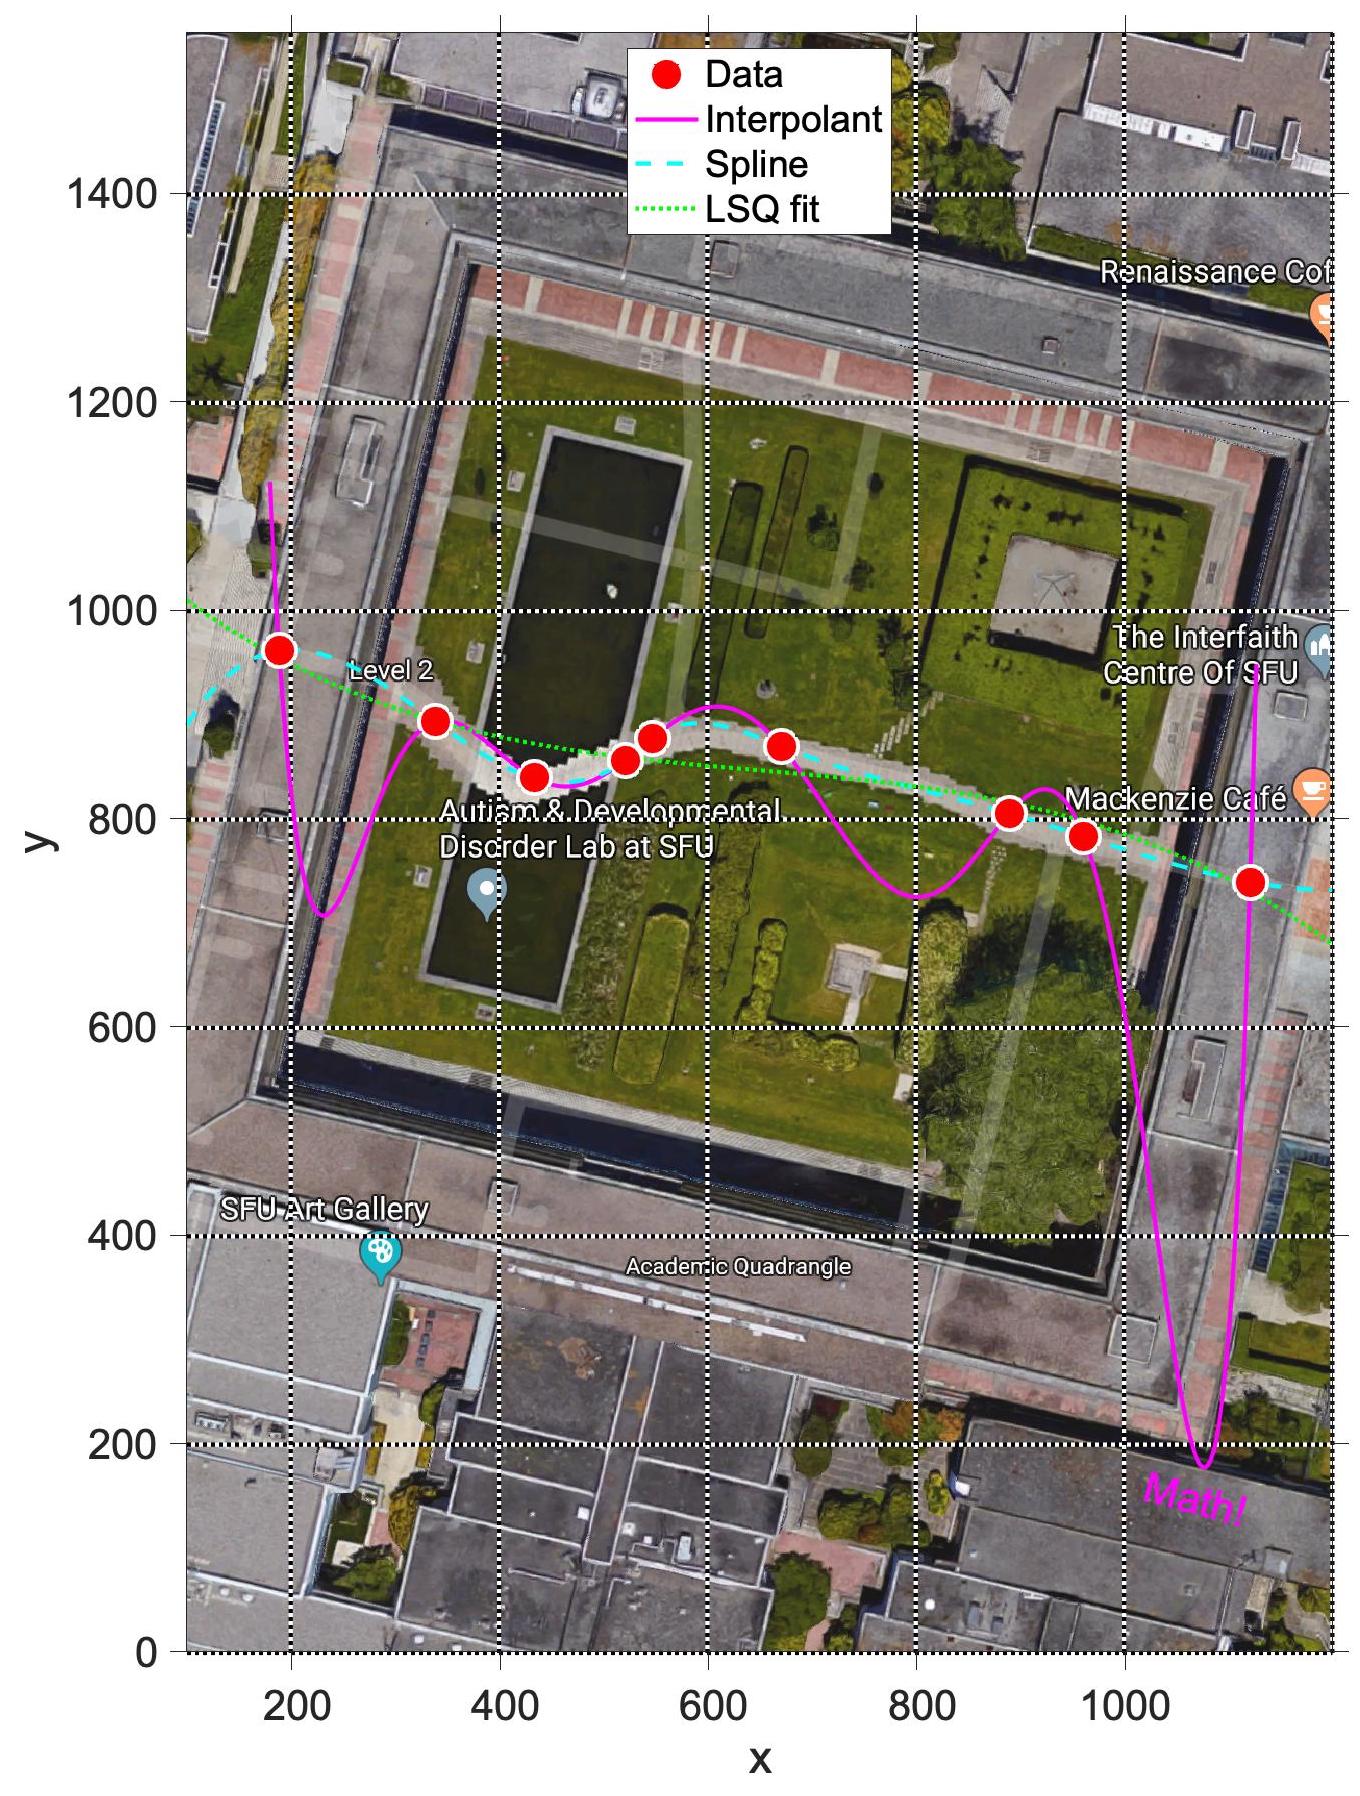 Data
Interpolant
Spline
LSQ fit
1400
Renaissance Cof
1200
1000
The Interfaith
Centre Of SFU
Level 2
Mackenzie Café
800
Autism & Developmental
Disorder Lab at SFU
y
600
SFU Art Gallery
400
Academic Quadrangle
200
Math!
0
200 400 600 800 1000
x